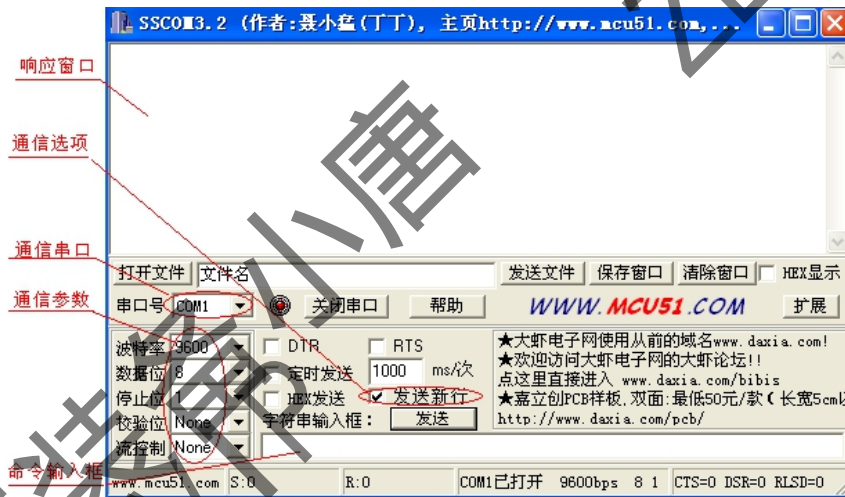 SSCOM3.2 (作者:聂小猛(丁丁), 主页http://www.mcu51.com,...
响应窗口
通信选项
通信串口
通信参数
命令输入框
打开文件 文件名 发送文件 保存窗口 清除窗口 HEX显示
串口号 COM1 关闭串口 帮助 WWW.MCU51.COM 扩展
波特率 9600 DTR RTS
数据位 8 定时发送 1000 ms/次
停止位 1 HEX发送 发送新行
校验位 None 字符串输入框: 发送
流控制 None
★大虾电子网使用从前的域名www.daxia.com!
★欢迎访问大虾电子网的大虾论坛!!
点这里直接进入 www.daxia.com/bibis
★嘉立创PCB样板,双面:最低50元/款(长宽5cm以
http://www.daxia.com/pcb/
www.mcu51.com S:0 R:0 COM1已打开 9600bps 8 1 CTS=0 DSR=0 RLSD=0
小唐